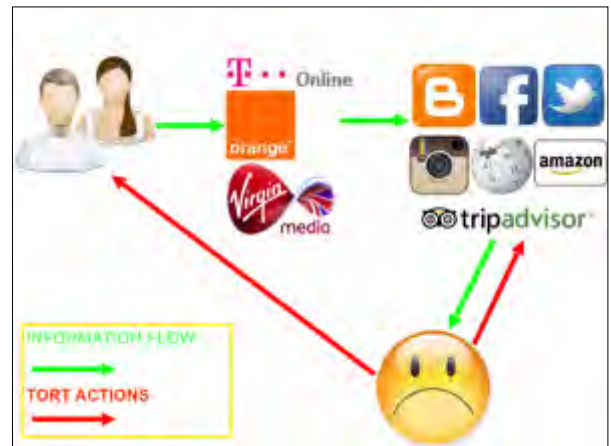 T Online
orange
Virgin
media
B f
amazon
tripadvisor
INFORMATION FLOW
TORT ACTIONS